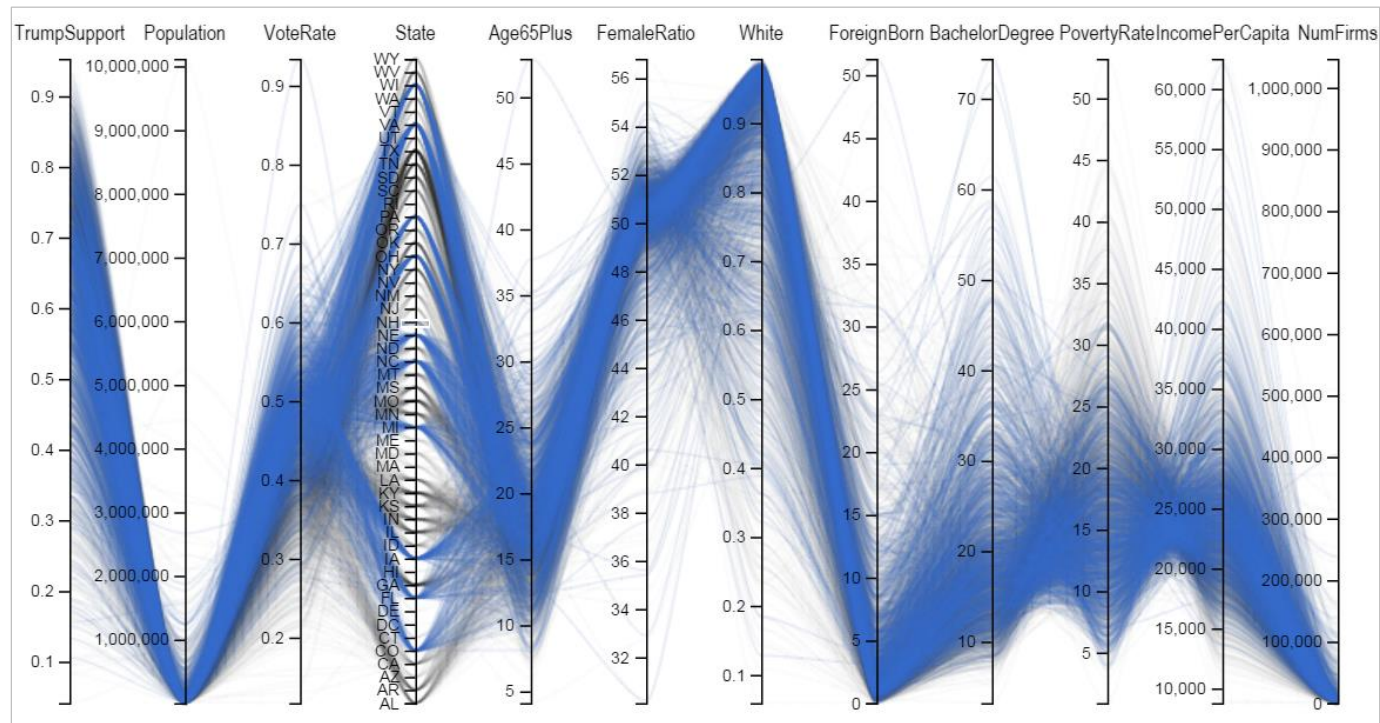 TrumpSupport Population VoteRate State Age65Plus FemaleRatio White ForeignBorn BachelorDegree PovertyRate IncomePerCapita NumFirms
0.9
0.8
0.7
0.6
0.5
0.4
0.3
0.2
0.1
10,000,000
9,000,000
8,000,000
7,000,000
6,000,000
5,000,000
4,000,000
3,000,000
2,000,000
1,000,000
0.9
0.8
0.7
0.6
0.5
0.4
0.3
0.2
WY
WV
WI
WA
VT
VA
UT
TX
TN
SD
SC
RI
PA
OR
OK
OH
NY
NV
NM
NJ
NH
NE
ND
NC
MT
MS
MO
MN
MI
ME
MD
MA
LA
KY
KS
IN
IL
ID
IA
HI
GA
FL
DE
DC
CT
CO
CA
AZ
AR
AL
50
45
40
35
30
25
20
15
10
5
56
54
52
50
48
46
44
42
40
38
36
34
32
0.9
0.8
0.7
0.6
0.5
0.4
0.3
0.2
0.1
50
45
40
35
30
25
20
15
10
5
0
70
60
50
40
30
20
10
50
45
40
35
30
25
20
15
10
5
60,000
55,000
50,000
45,000
40,000
35,000
30,000
25,000
20,000
15,000
10,000
1,000,000
900,000
800,000
700,000
600,000
500,000
400,000
300,000
200,000
100,000
0